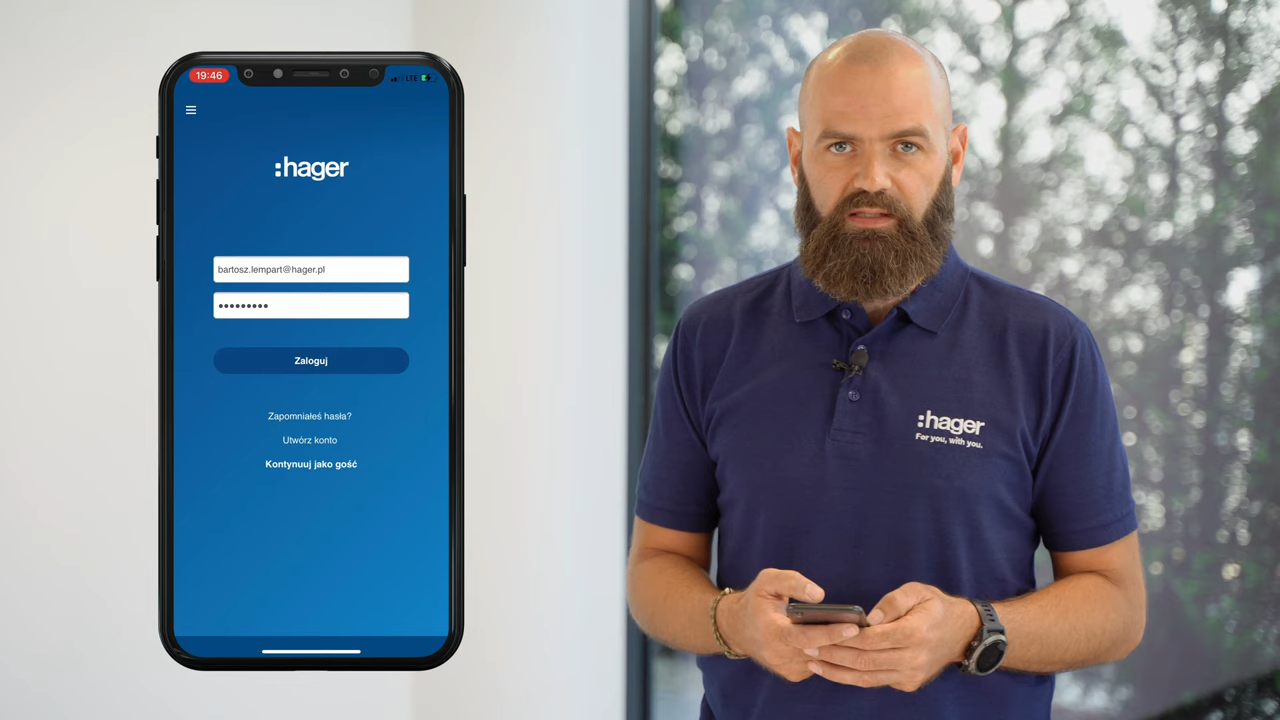 19:46
LTE
:hager
bartosz.lempart@hager.pl
•••••••••
Zaloguj
Zapomniałeś hasła?
Utwórz konto
Kontynuuj jako gość
:hager
For you, with you.